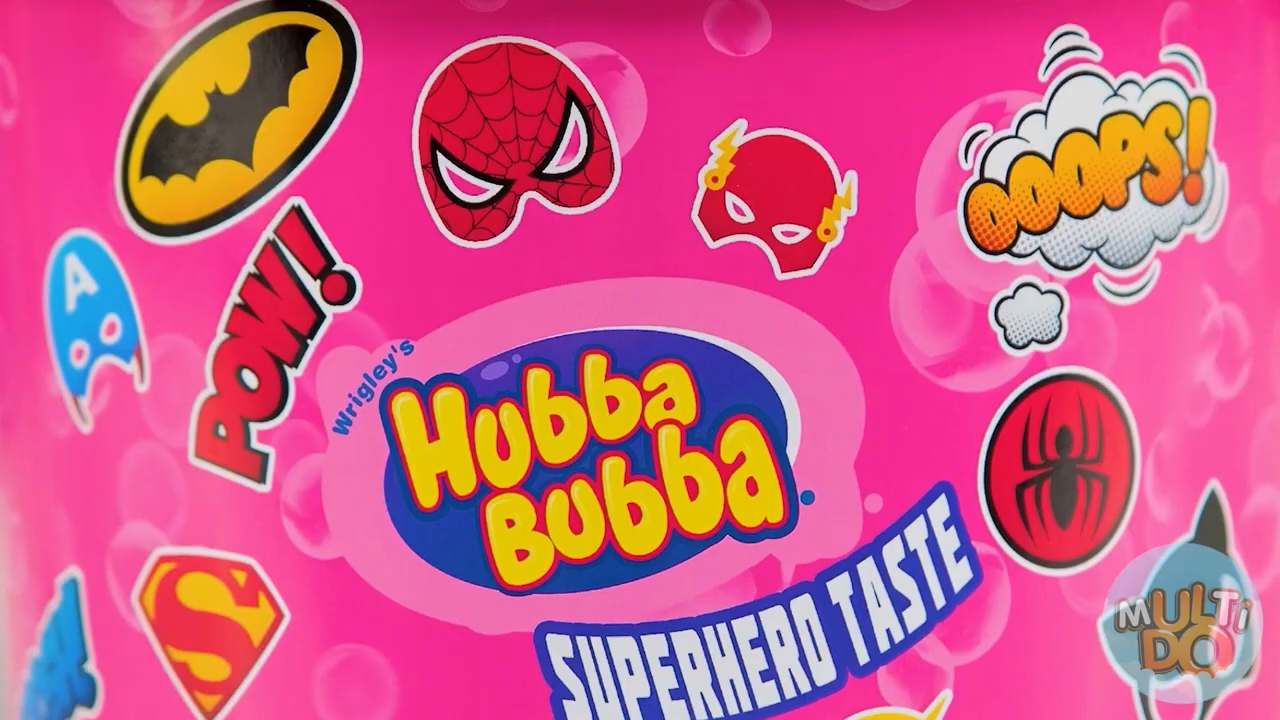 OOOPS!
A
POW!
Wrigley's
Hubba
Bubba
SUPERHERO TASTE
S
MULTi
DO